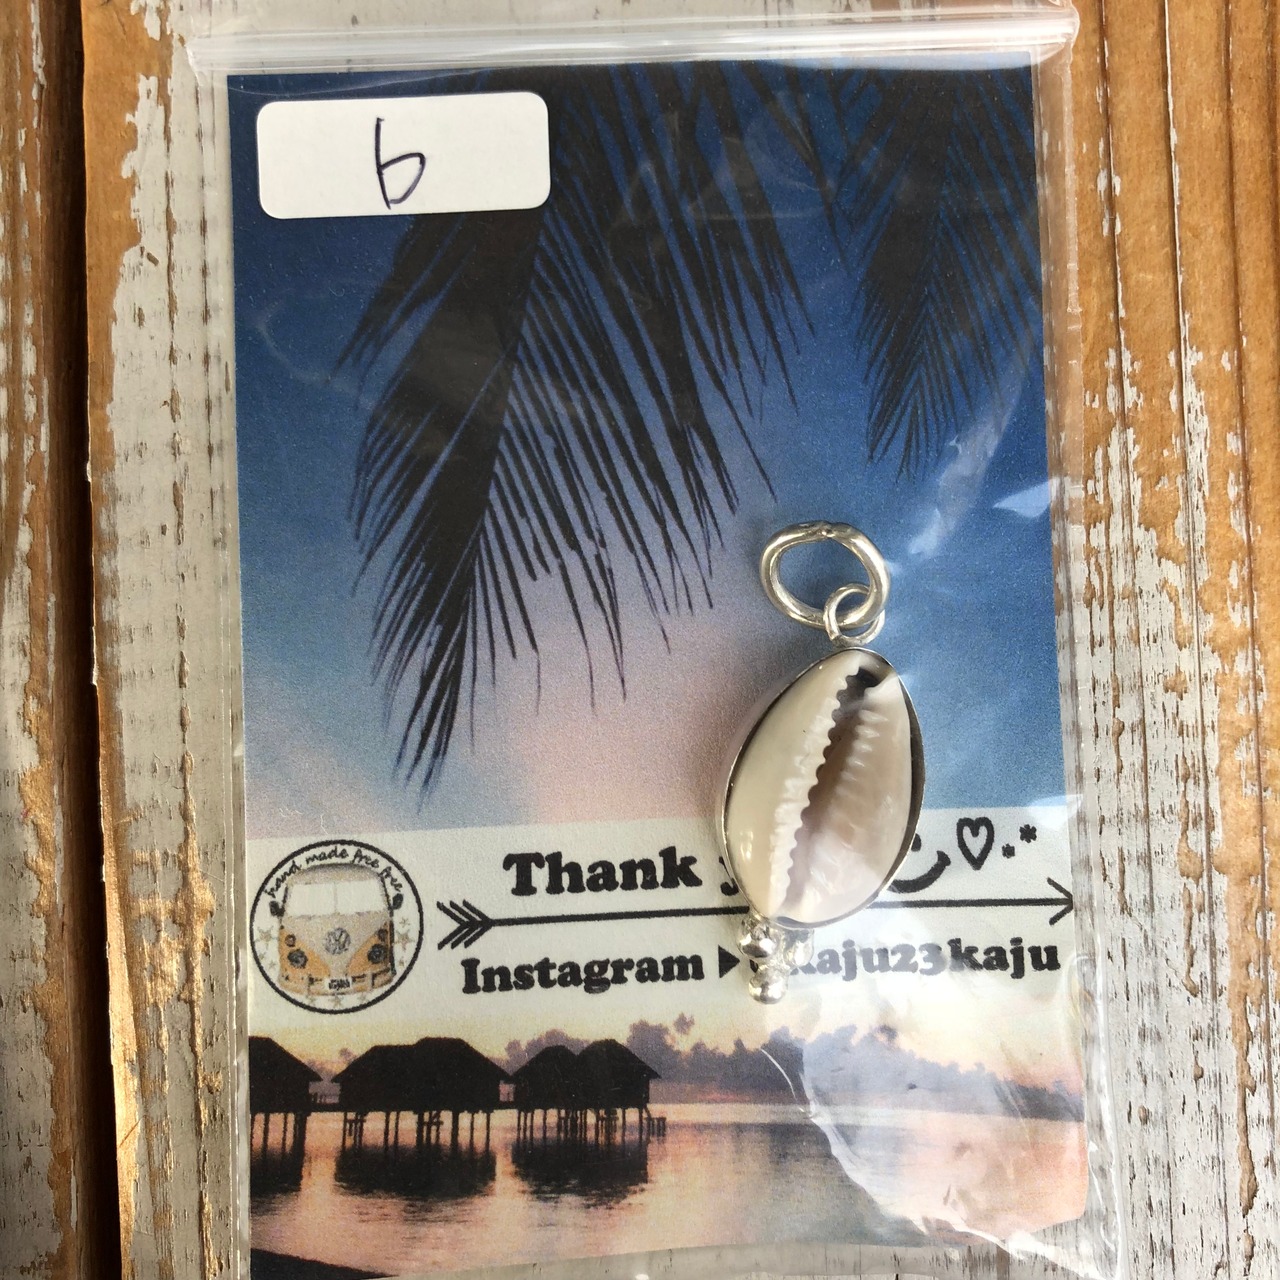 6
hand made free free
Thank
Instagram ▶ kaju23kaju